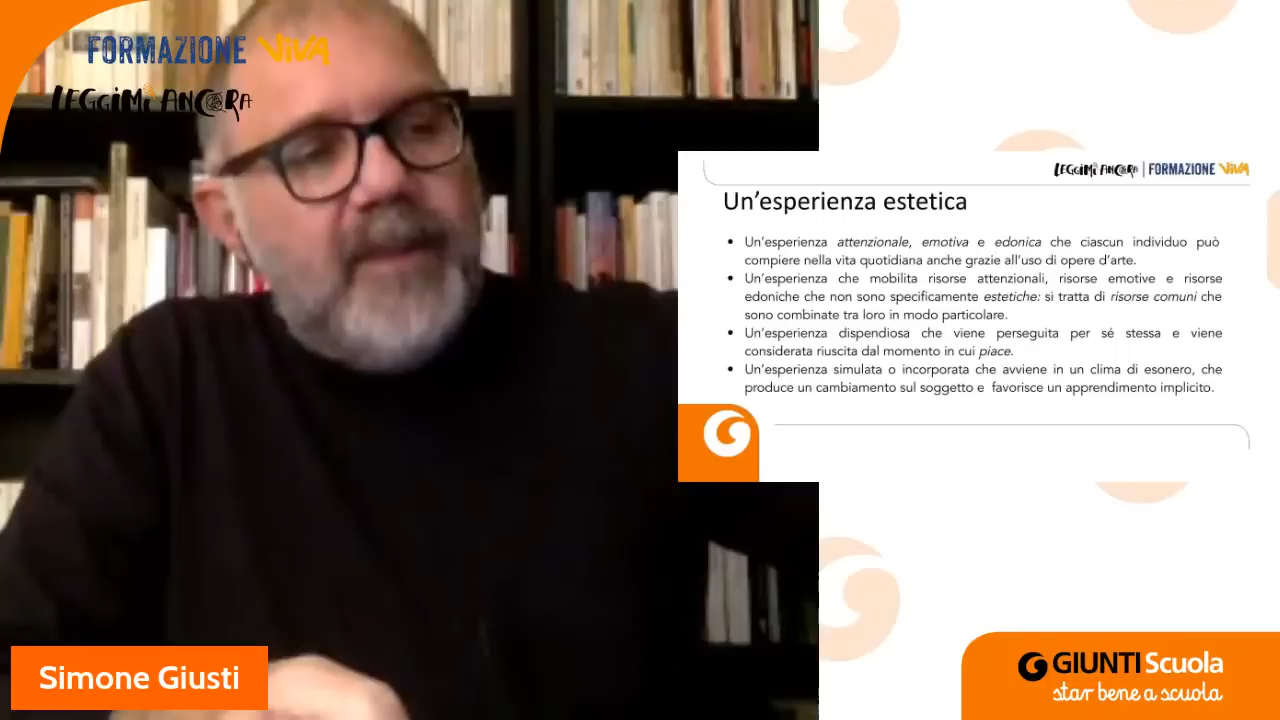 FORMAZIONE VIVA
LEGGIMI ANCORA
LEGGIMI ANCORA | FORMAZIONE VIVA
Un'esperienza estetica
• Un'esperienza attenzionale, emotiva e edonica che ciascun individuo può
compiere nella vita quotidiana anche grazie all'uso di opere d'arte.
• Un'esperienza che mobilita risorse attenzionali, risorse emotive e risorse
edoniche che non sono specificamente estetiche: si tratta di risorse comuni che
sono combinate tra loro in modo particolare.
• Un'esperienza dispendiosa che viene perseguita per sé stessa e viene
considerata riuscita dal momento in cui piace.
• Un'esperienza simulata o incorporata che avviene in un clima di esonero, che
produce un cambiamento sul soggetto e favorisce un apprendimento implicito.
Simone Giusti
GIUNTI Scuola
star bene a scuola